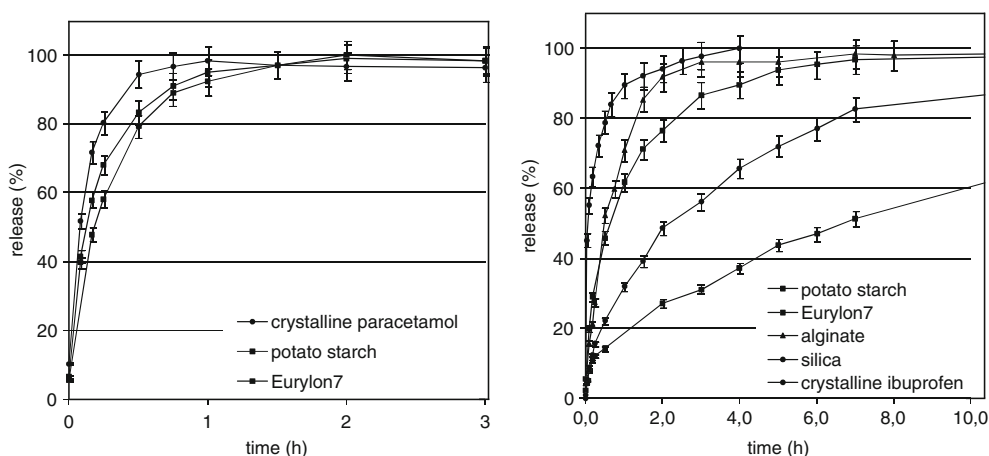 100
80
60
40
20
0
release (%)
crystalline paracetamol
potato starch
Eurylon7
0
1
2
3
time (h)
100
80
60
40
20
0
release (%)
potato starch
Eurylon7
alginate
silica
crystalline ibuprofen
0,0
2,0
4,0
6,0
8,0
10,0
time (h)